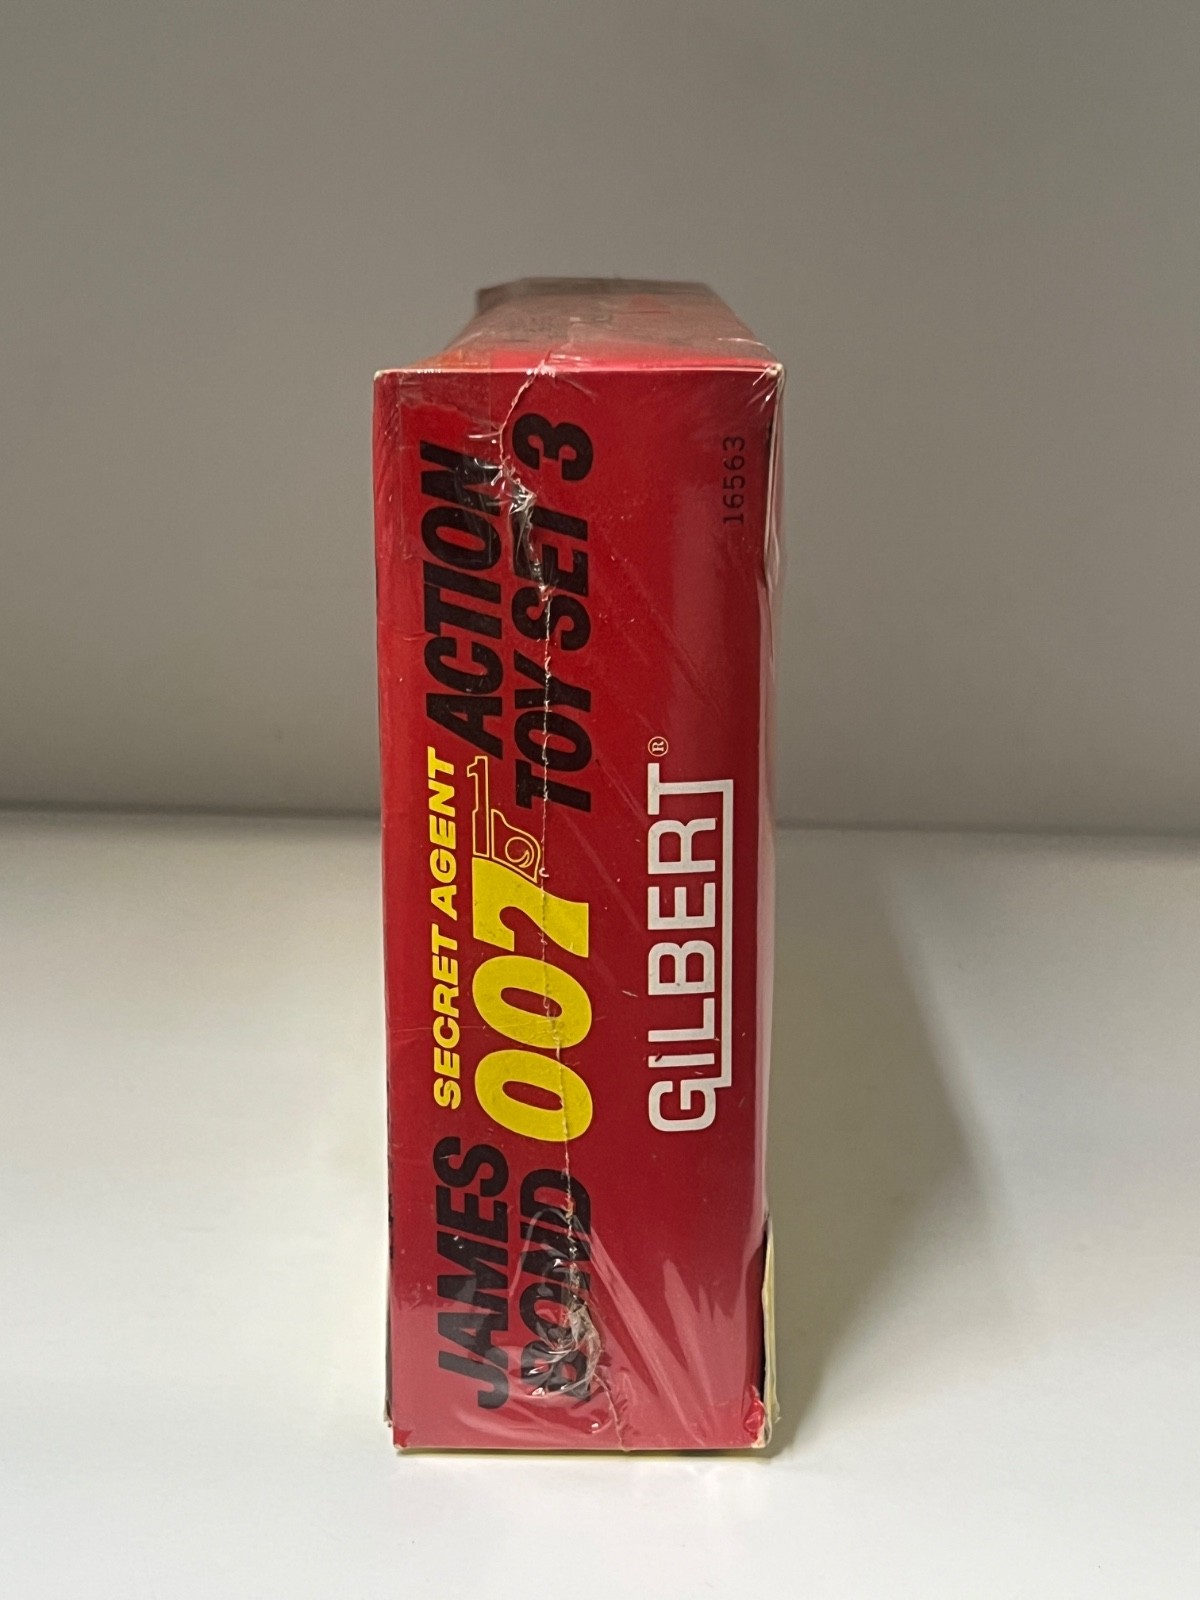 JAMES BOND
SECRET AGENT
007
ACTION
TOY SET 3
GILBERT®
16563